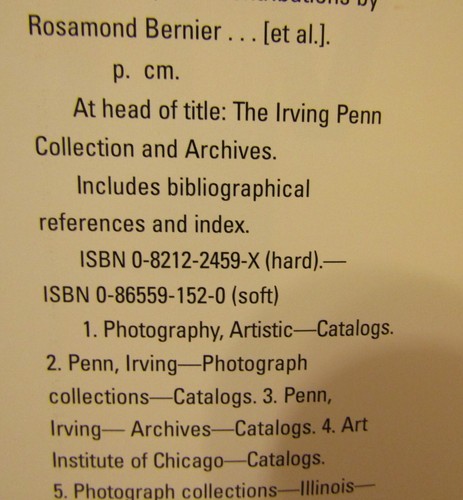 by
Rosamond Bernier . . . [et al.].
p. cm.
At head of title: The Irving Penn
Collection and Archives.
Includes bibliographical
references and index.
ISBN 0-8212-2459-X (hard).—
ISBN 0-86559-152-0 (soft)
1. Photography, Artistic—Catalogs.
2. Penn, Irving—Photograph
collections—Catalogs. 3. Penn,
Irving— Archives—Catalogs. 4. Art
Institute of Chicago—Catalogs.
5. Photograph collections—Illinois—